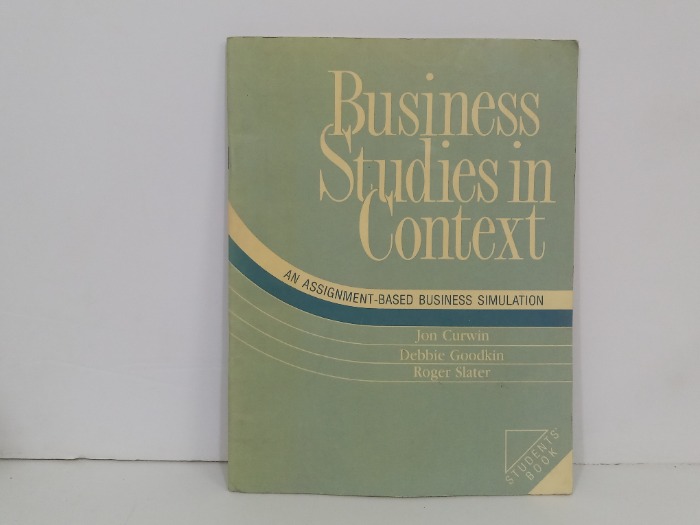 Business
Studies in
Context
AN ASSIGNMENT-BASED BUSINESS SIMULATION
Jon Curwin
Debbie Goodkin
Roger Slater
STUDENTS'
BOOK